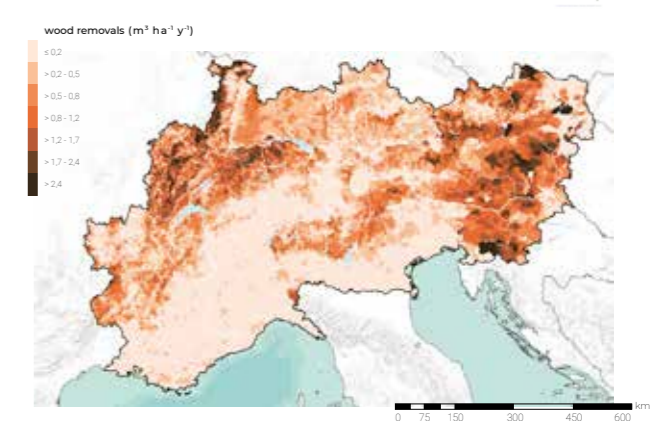 wood removals (m³ ha⁻¹ y⁻¹)
≤ 0,2
> 0,2 - 0,5
> 0,5 - 0,8
> 0,8 - 1,2
> 1,2 - 1,7
> 1,7 - 2,4
> 2,4
km
0 75 150 300 450 600